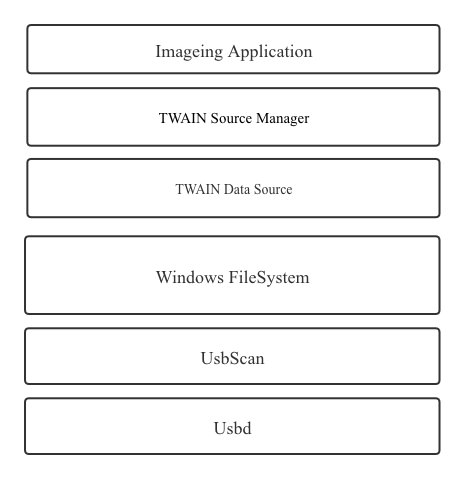 Imageing Application
TWAIN Source Manager
TWAIN Data Source
Windows FileSystem
UsbScan
Usbd